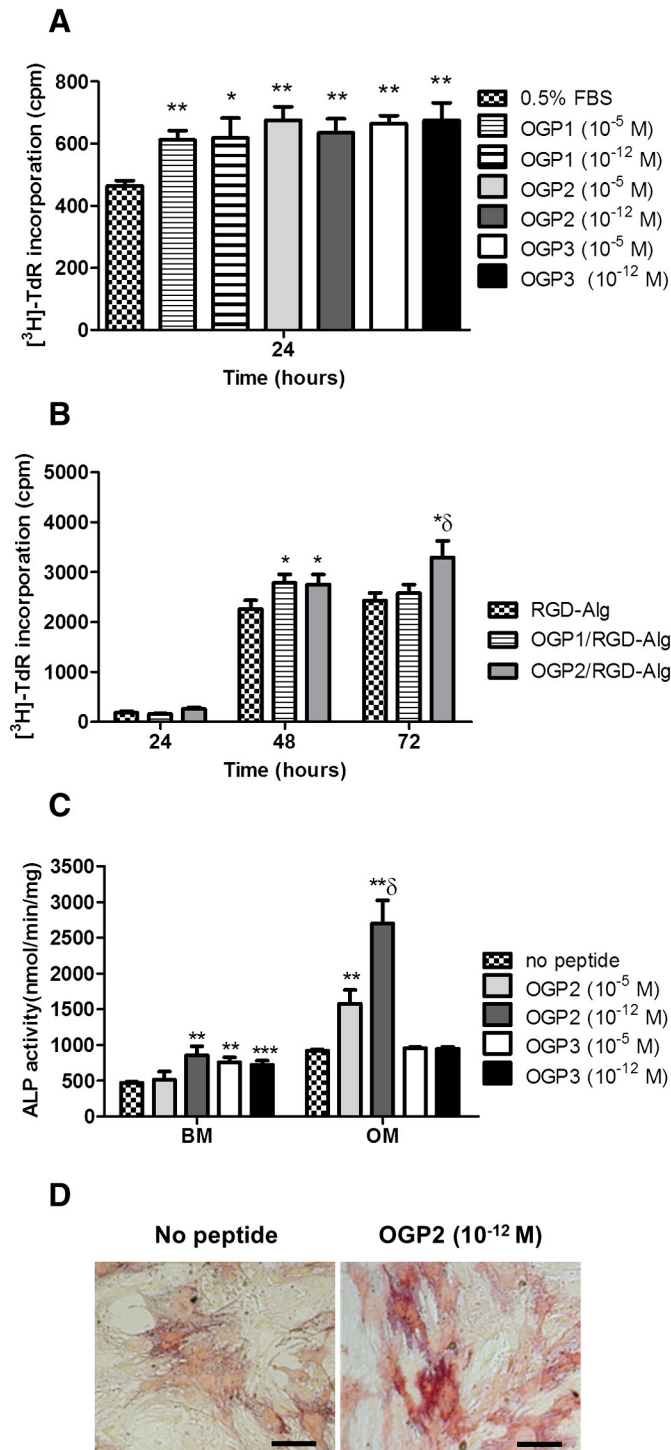 A
[³H]-TdR incorporation (cpm)
800
600
400
200
0
** * ** ** ** **
24
Time (hours)
0.5% FBS
OGP1 (10⁻⁵ M)
OGP1 (10⁻¹² M)
OGP2 (10⁻⁵ M)
OGP2 (10⁻¹² M)
OGP3 (10⁻⁵ M)
OGP3 (10⁻¹² M)
B
[³H]-TdR incorporation (cpm)
5000
4000
3000
2000
1000
0
* * *δ
24 48 72
Time (hours)
RGD-Alg
OGP1/RGD-Alg
OGP2/RGD-Alg
C
ALP activity(nmol/min/mg)
3500
3000
2500
2000
1500
1000
500
0
** ** *** ** **δ
BM OM
no peptide
OGP2 (10⁻⁵ M)
OGP2 (10⁻¹² M)
OGP3 (10⁻⁵ M)
OGP3 (10⁻¹² M)
D
No peptide OGP2 (10⁻¹² M)